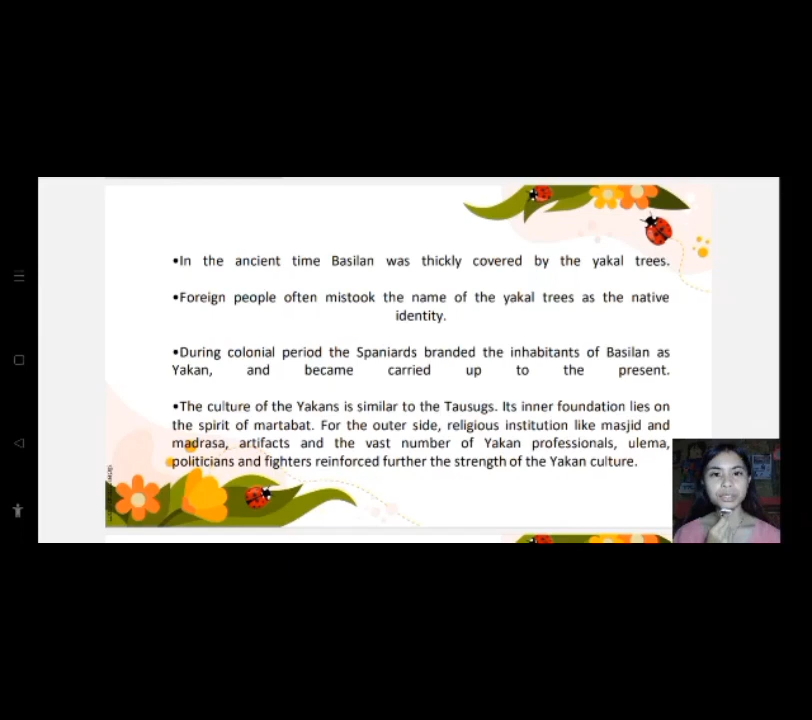 •In the ancient time Basilan was thickly covered by the yakal trees.
•Foreign people often mistook the name of the yakal trees as the native
identity.
•During colonial period the Spaniards branded the inhabitants of Basilan as
Yakan, and became carried up to the present.
•The culture of the Yakans is similar to the Tausugs. Its inner foundation lies on
the spirit of martabat. For the outer side, religious institution like masjid and
madrasa, artifacts and the vast number of Yakan professionals, ulema,
politicians and fighters reinforced further the strength of the Yakan culture.